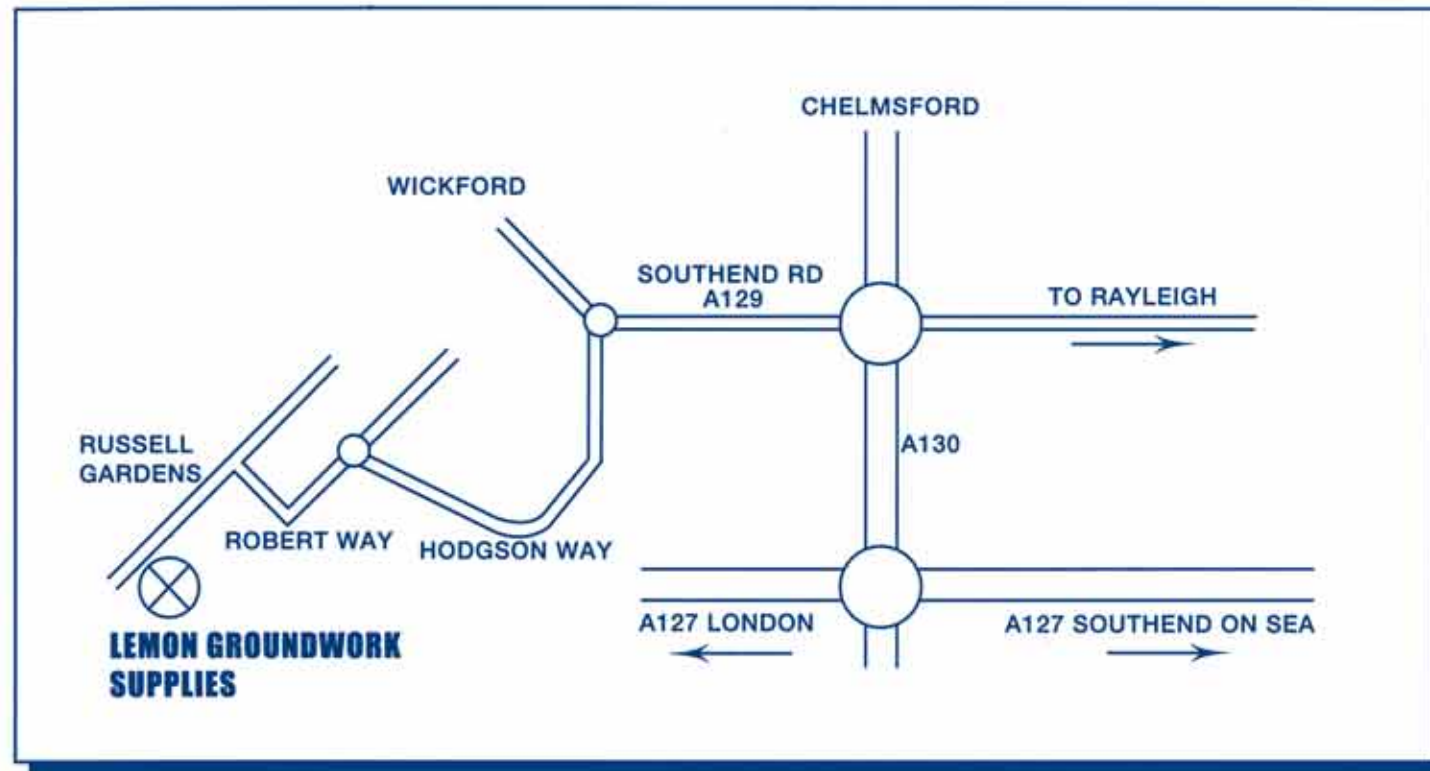 CHELMSFORD
WICKFORD
SOUTHEND RD
A129
TO RAYLEIGH
RUSSELL
GARDENS
A130
ROBERT WAY
HODGSON WAY
A127 LONDON
A127 SOUTHEND ON SEA
LEMON GROUNDWORK
SUPPLIES